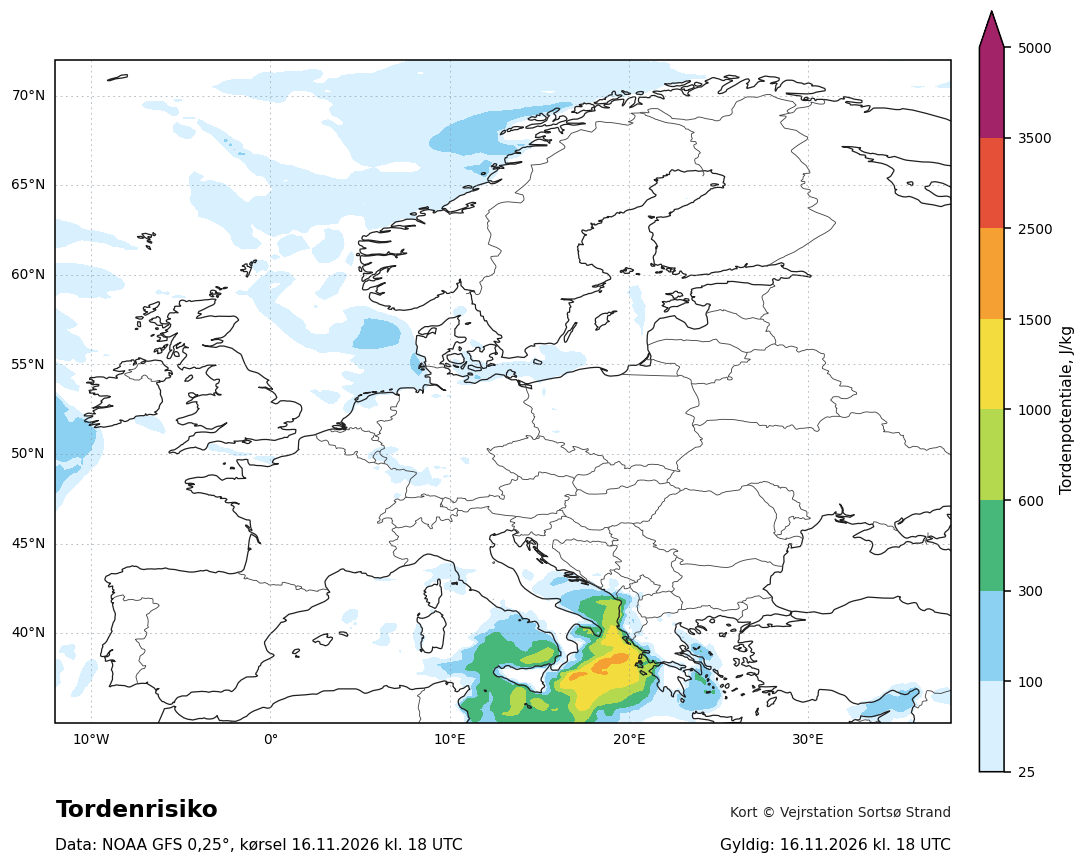 70°N
65°N
60°N
55°N
50°N
45°N
40°N
10°W
0°
10°E
20°E
30°E
5000
3500
2500
1500
1000
600
300
100
25
Tordenpotentiale, J/kg
Tordenrisiko
Kort © Vejrstation Sortsø Strand
Data: NOAA GFS 0,25°, kørsel 16.11.2026 kl. 18 UTC
Gyldig: 16.11.2026 kl. 18 UTC